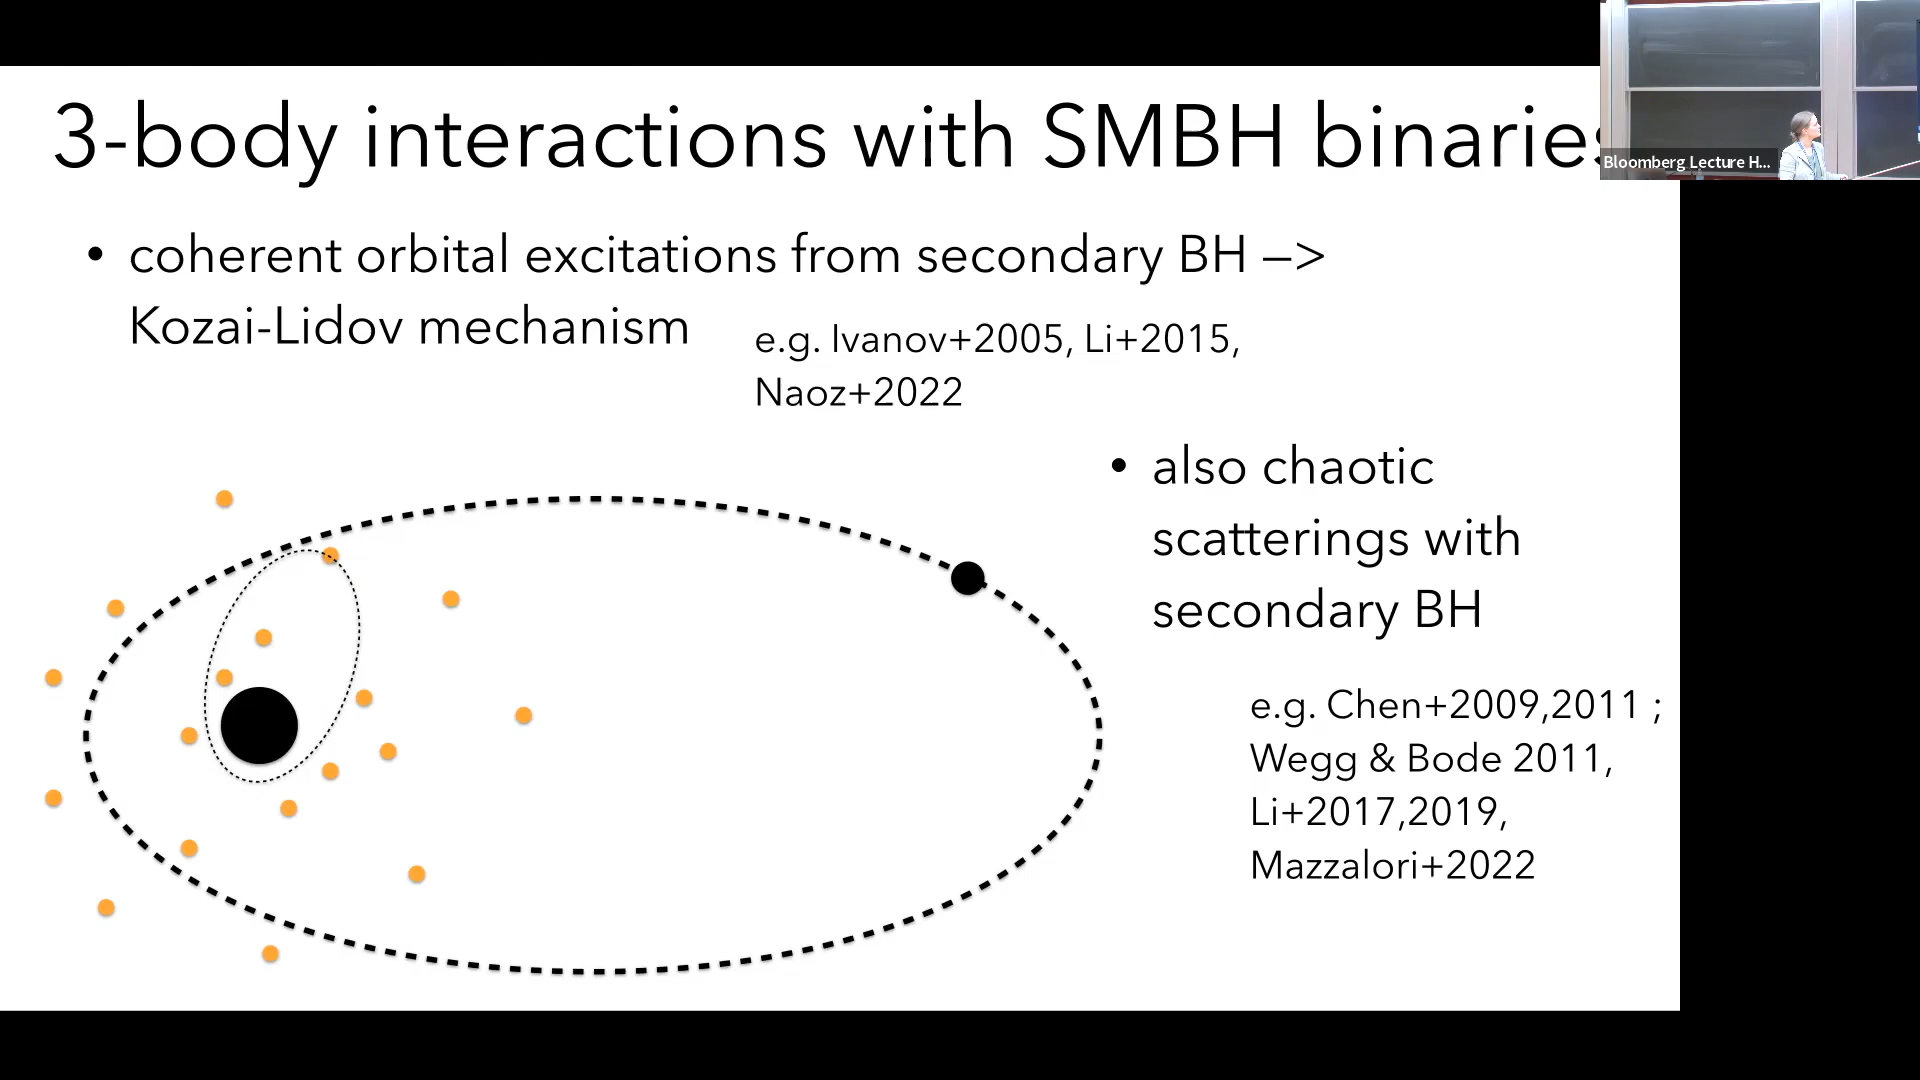 3-body interactions with SMBH binaries
• coherent orbital excitations from secondary BH –>
Kozai-Lidov mechanism
e.g. Ivanov+2005, Li+2015,
Naoz+2022
• also chaotic
scatterings with
secondary BH
e.g. Chen+2009,2011 ;
Wegg & Bode 2011,
Li+2017,2019,
Mazzalori+2022
Bloomberg Lecture H...